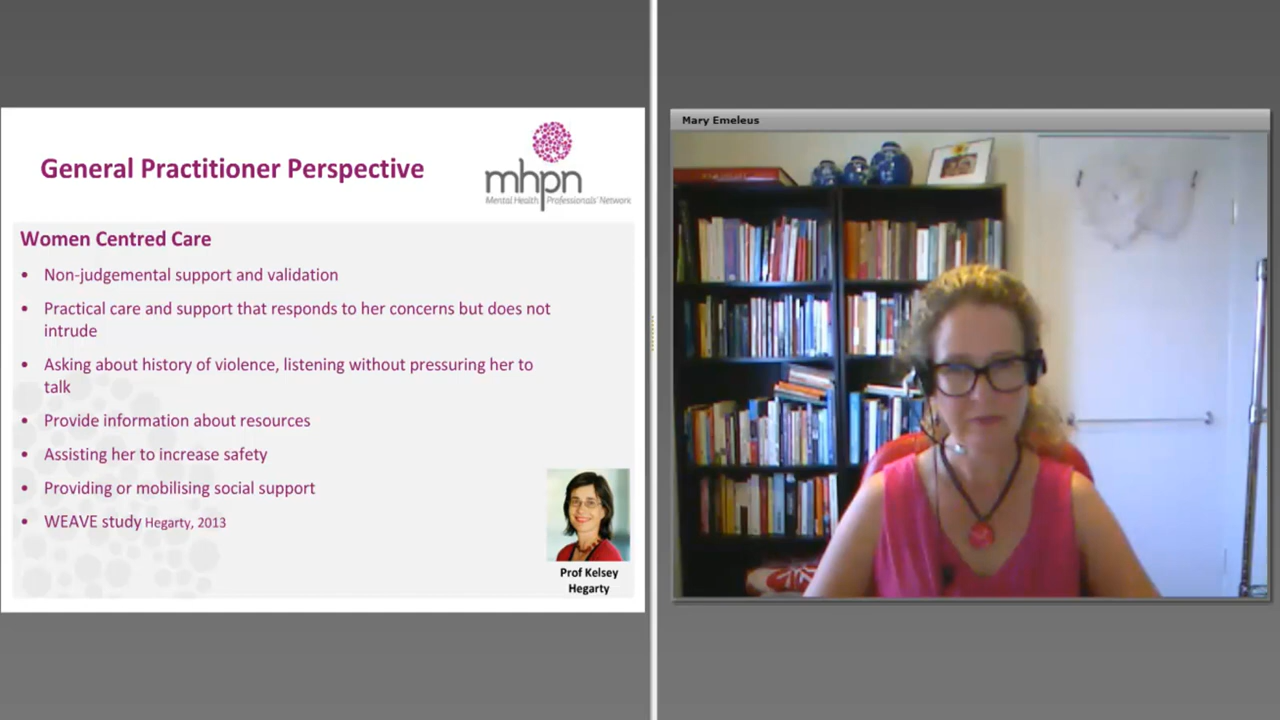 General Practitioner Perspective
mhpn
Mental Health Professionals' Network
Women Centred Care
• Non-judgemental support and validation
• Practical care and support that responds to her concerns but does not
intrude
• Asking about history of violence, listening without pressuring her to
talk
• Provide information about resources
• Assisting her to increase safety
• Providing or mobilising social support
• WEAVE study Hegarty, 2013
Prof Kelsey
Hegarty
Mary Emeleus